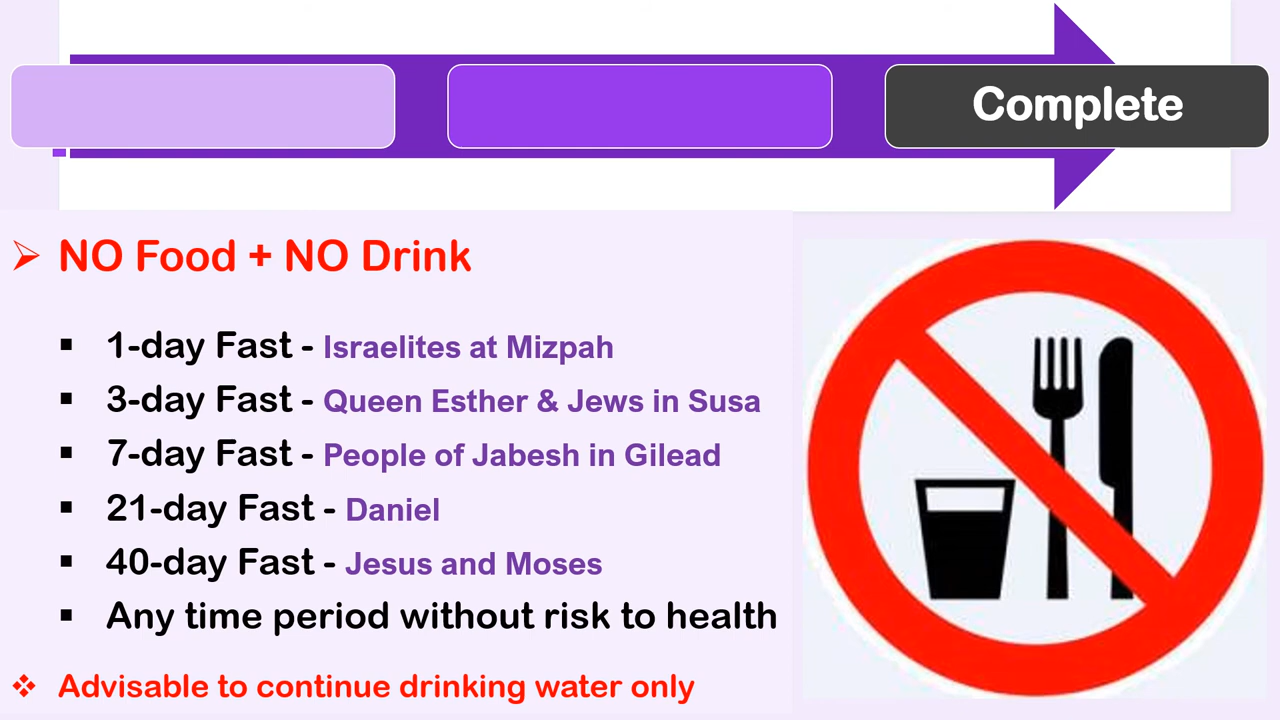 Complete
➢ NO Food + NO Drink
▪ 1-day Fast - Israelites at Mizpah
▪ 3-day Fast - Queen Esther & Jews in Susa
▪ 7-day Fast - People of Jabesh in Gilead
▪ 21-day Fast - Daniel
▪ 40-day Fast - Jesus and Moses
▪ Any time period without risk to health
❖ Advisable to continue drinking water only